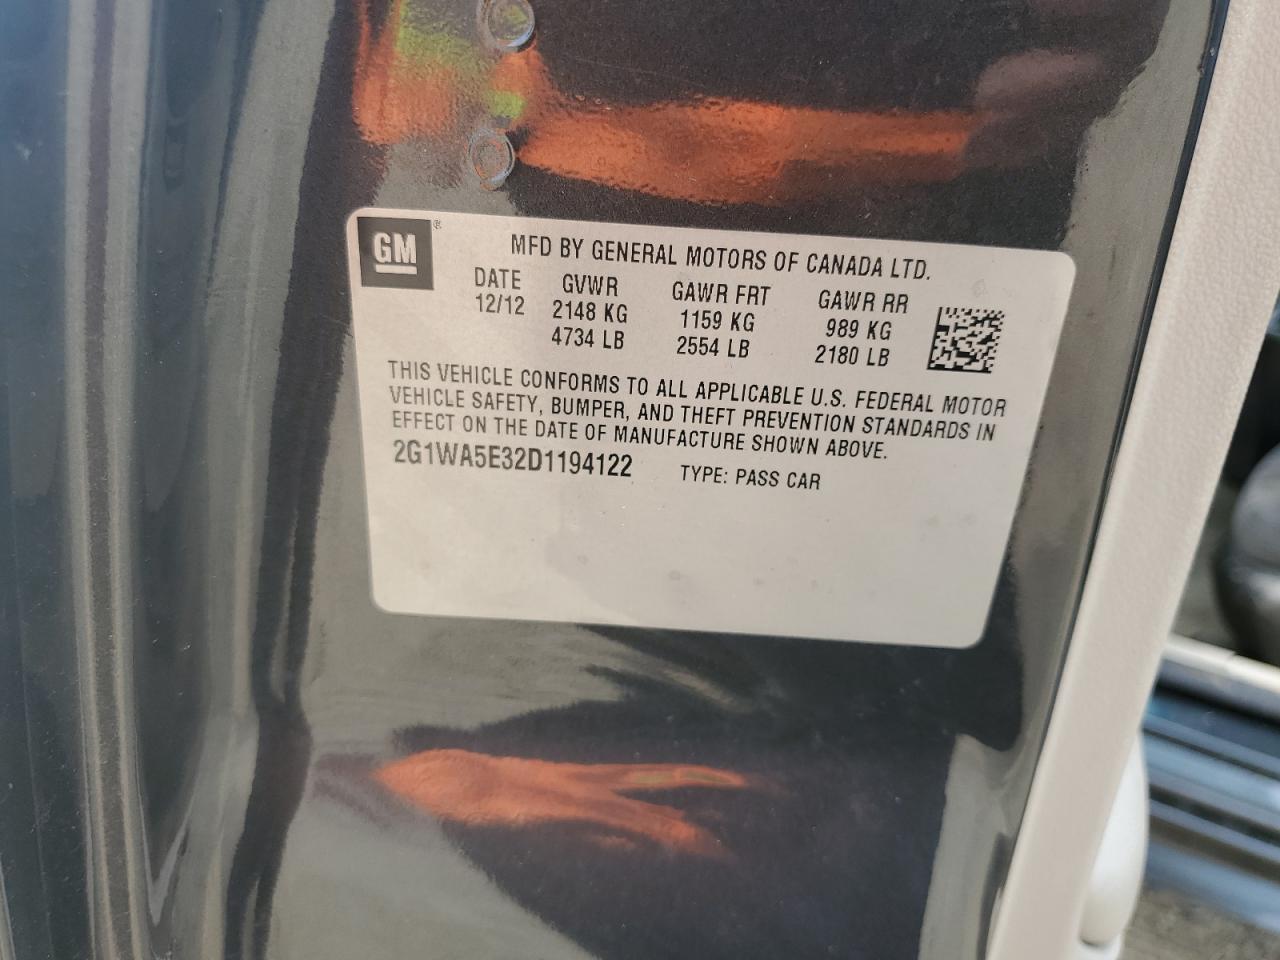 GM ®
MFD BY GENERAL MOTORS OF CANADA LTD.
DATE GVWR GAWR FRT GAWR RR
12/12 2148 KG 1159 KG 989 KG
4734 LB 2554 LB 2180 LB
THIS VEHICLE CONFORMS TO ALL APPLICABLE U.S. FEDERAL MOTOR
VEHICLE SAFETY, BUMPER, AND THEFT PREVENTION STANDARDS IN
EFFECT ON THE DATE OF MANUFACTURE SHOWN ABOVE.
2G1WA5E32D1194122 TYPE: PASS CAR